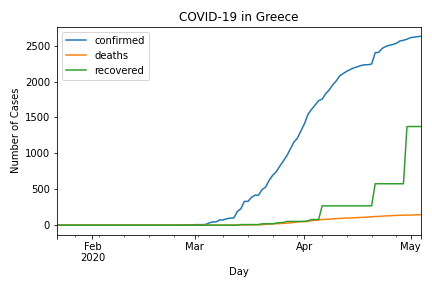 COVID-19 in Greece
confirmed
deaths
recovered
Number of Cases
2500
2000
1500
1000
500
0
Feb
2020
Mar
Apr
May
Day